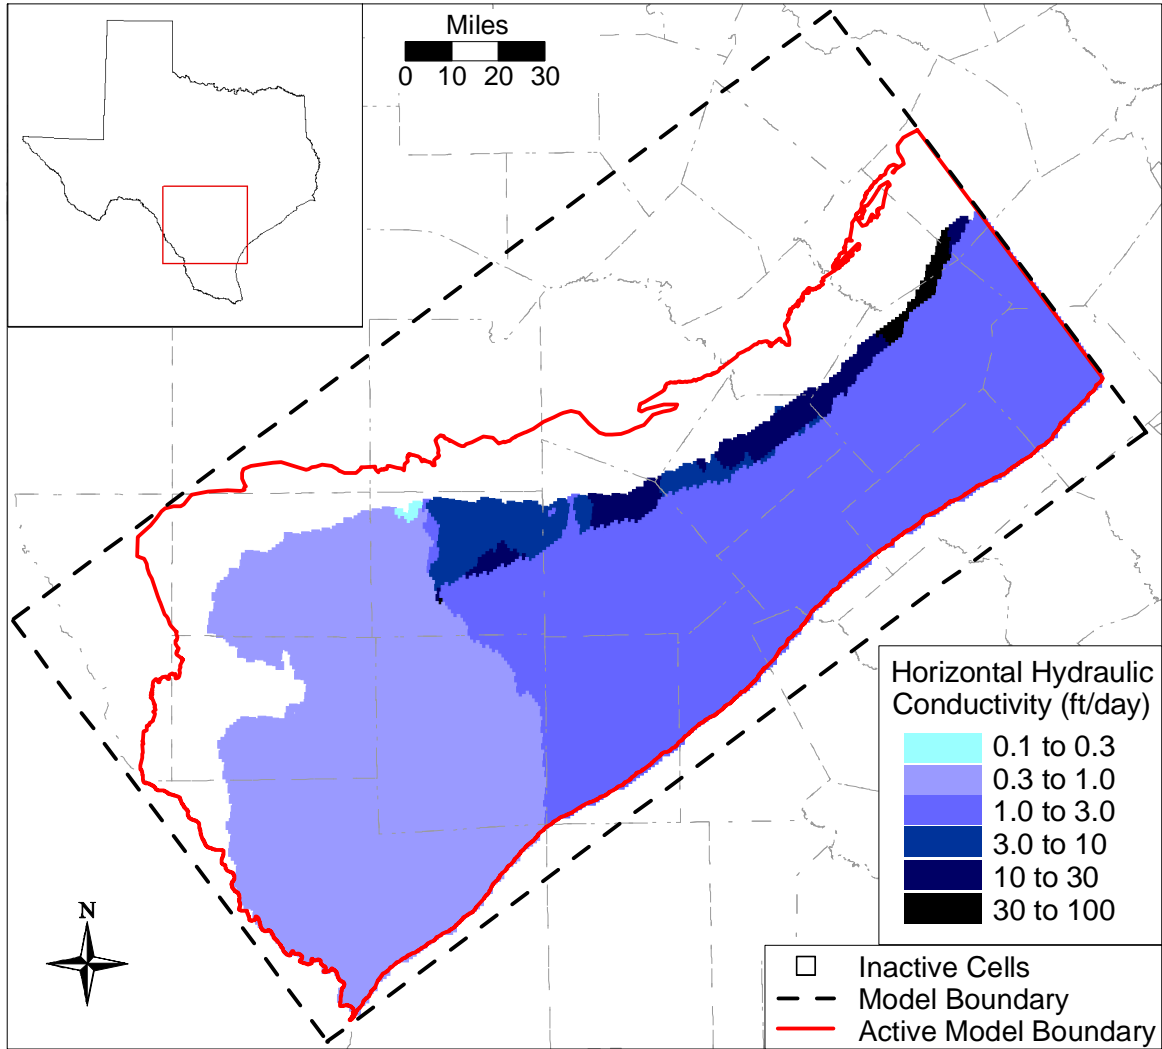 Miles
0 10 20 30
Horizontal Hydraulic
Conductivity (ft/day)
0.1 to 0.3
0.3 to 1.0
1.0 to 3.0
3.0 to 10
10 to 30
30 to 100
N
Inactive Cells
Model Boundary
Active Model Boundary